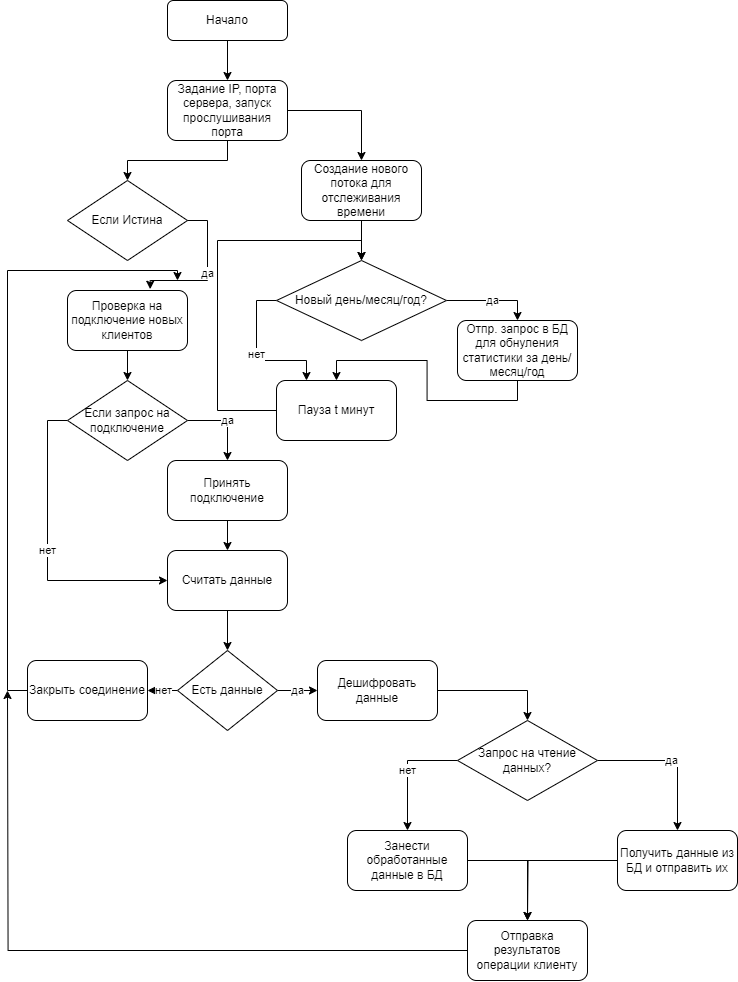 Начало
Задание IP, порта
сервера, запуск
прослушивания
порта
Создание нового
потока для
отслеживания
времени
Если Истина
да
Новый день/месяц/год?
да
Проверка на
подключение новых
клиентов
Отпр. запрос в БД
для обнуления
статистики за день/
месяц/год
нет
Пауза t минут
Если запрос на
подключение
да
Принять
подключение
нет
Считать данные
Закрыть соединение
нет
Есть данные
да
Дешифровать
данные
Запрос на чтение
данных?
нет
да
Занести
обработанные
данные в БД
Получить данные из
БД и отправить их
Отправка
результатов
операции клиенту